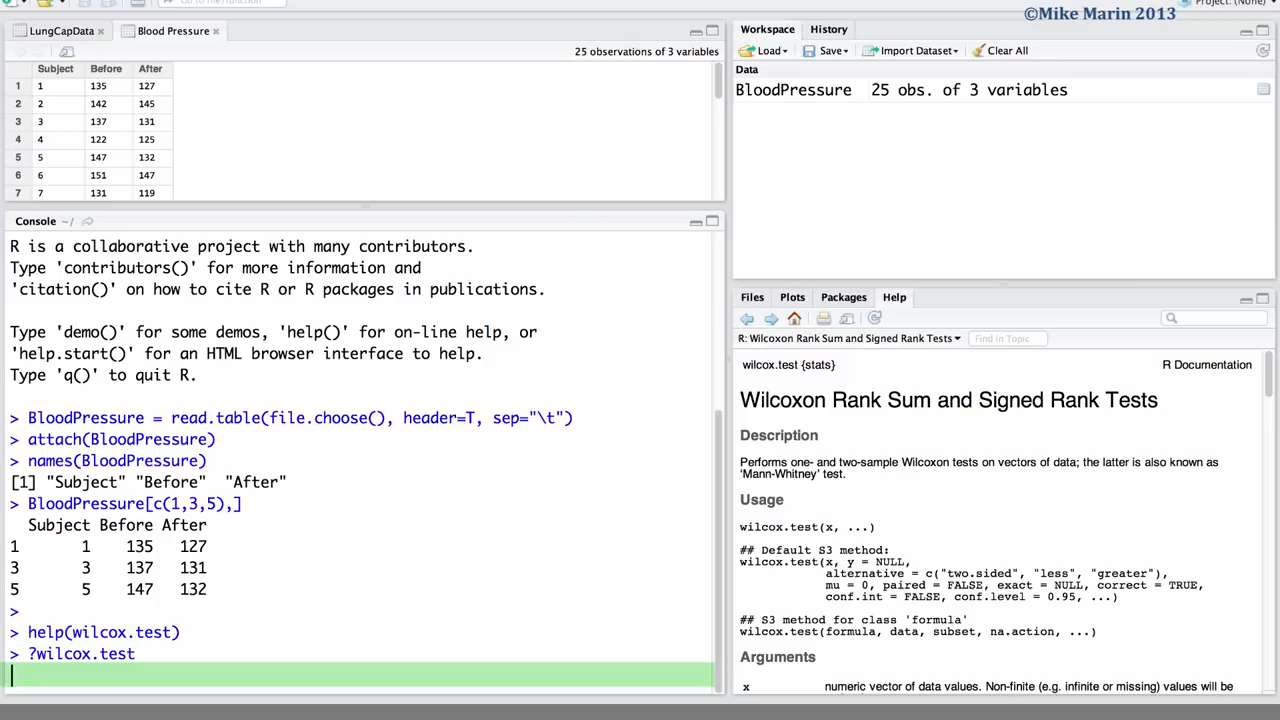 Go to file/function
Project: (None)
©Mike Marin 2013
LungCapData
Blood Pressure
25 observations of 3 variables
Subject Before After
1 1 135 127
2 2 142 145
3 3 137 131
4 4 122 125
5 5 147 132
6 6 151 147
7 7 131 119
Console ~/
R is a collaborative project with many contributors.
Type 'contributors()' for more information and
'citation()' on how to cite R or R packages in publications.
Type 'demo()' for some demos, 'help()' for on-line help, or
'help.start()' for an HTML browser interface to help.
Type 'q()' to quit R.
> BloodPressure = read.table(file.choose(), header=T, sep="\t")
> attach(BloodPressure)
> names(BloodPressure)
[1] "Subject" "Before"  "After"
> BloodPressure[c(1,3,5),]
Subject Before After
1 1 135 127
3 3 137 131
5 5 147 132
>
> help(wilcox.test)
> ?wilcox.test
Workspace History
Load Save Import Dataset Clear All
Data
BloodPressure 25 obs. of 3 variables
Files Plots Packages Help
R: Wilcoxon Rank Sum and Signed Rank Tests Find in Topic
wilcox.test {stats} R Documentation
Wilcoxon Rank Sum and Signed Rank Tests
Description
Performs one- and two-sample Wilcoxon tests on vectors of data; the latter is also known as
‘Mann-Whitney’ test.
Usage
wilcox.test(x, ...)
## Default S3 method:
wilcox.test(x, y = NULL,
alternative = c("two.sided", "less", "greater"),
mu = 0, paired = FALSE, exact = NULL, correct = TRUE,
conf.int = FALSE, conf.level = 0.95, ...)
## S3 method for class 'formula'
wilcox.test(formula, data, subset, na.action, ...)
Arguments
x numeric vector of data values. Non-finite (e.g. infinite or missing) values will be